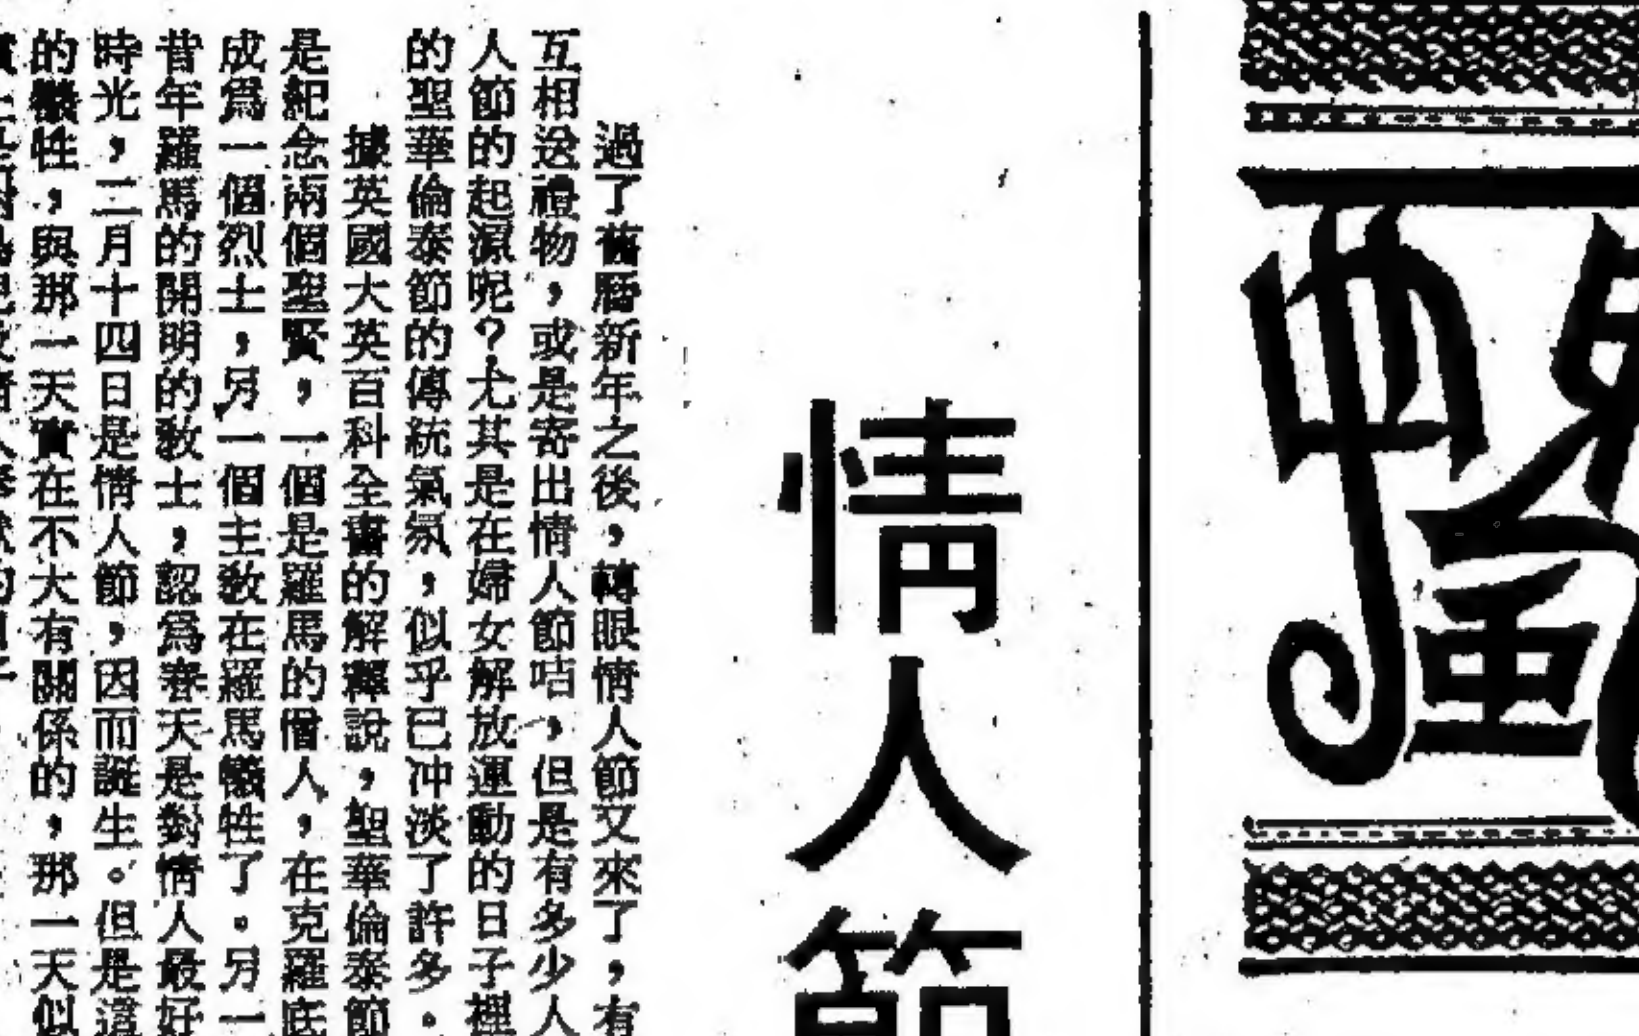 情人節
過了舊曆新年之後，轉眼情人節又來了，有
互相送禮物，或是寄出情人節咭，但是有多少人
人節的起源呢？尤其是在婦女解放運動的日子裡
的聖華倫泰節的傳統氣氛，似乎已冲淡了許多。
據英國大英百科全書的解釋說，聖華倫泰節
是紀念兩個聖賢，一個是羅馬的僧人，在克羅底
成爲一個烈士，另一個主教在羅馬犧牲了。另一
昔年羅馬的開明的教士，認爲春天是對情人最好
時光，二月十四日是情人節，因而誕生。但是這
的犧牲，與那一天實在不大有關係的，那一天似